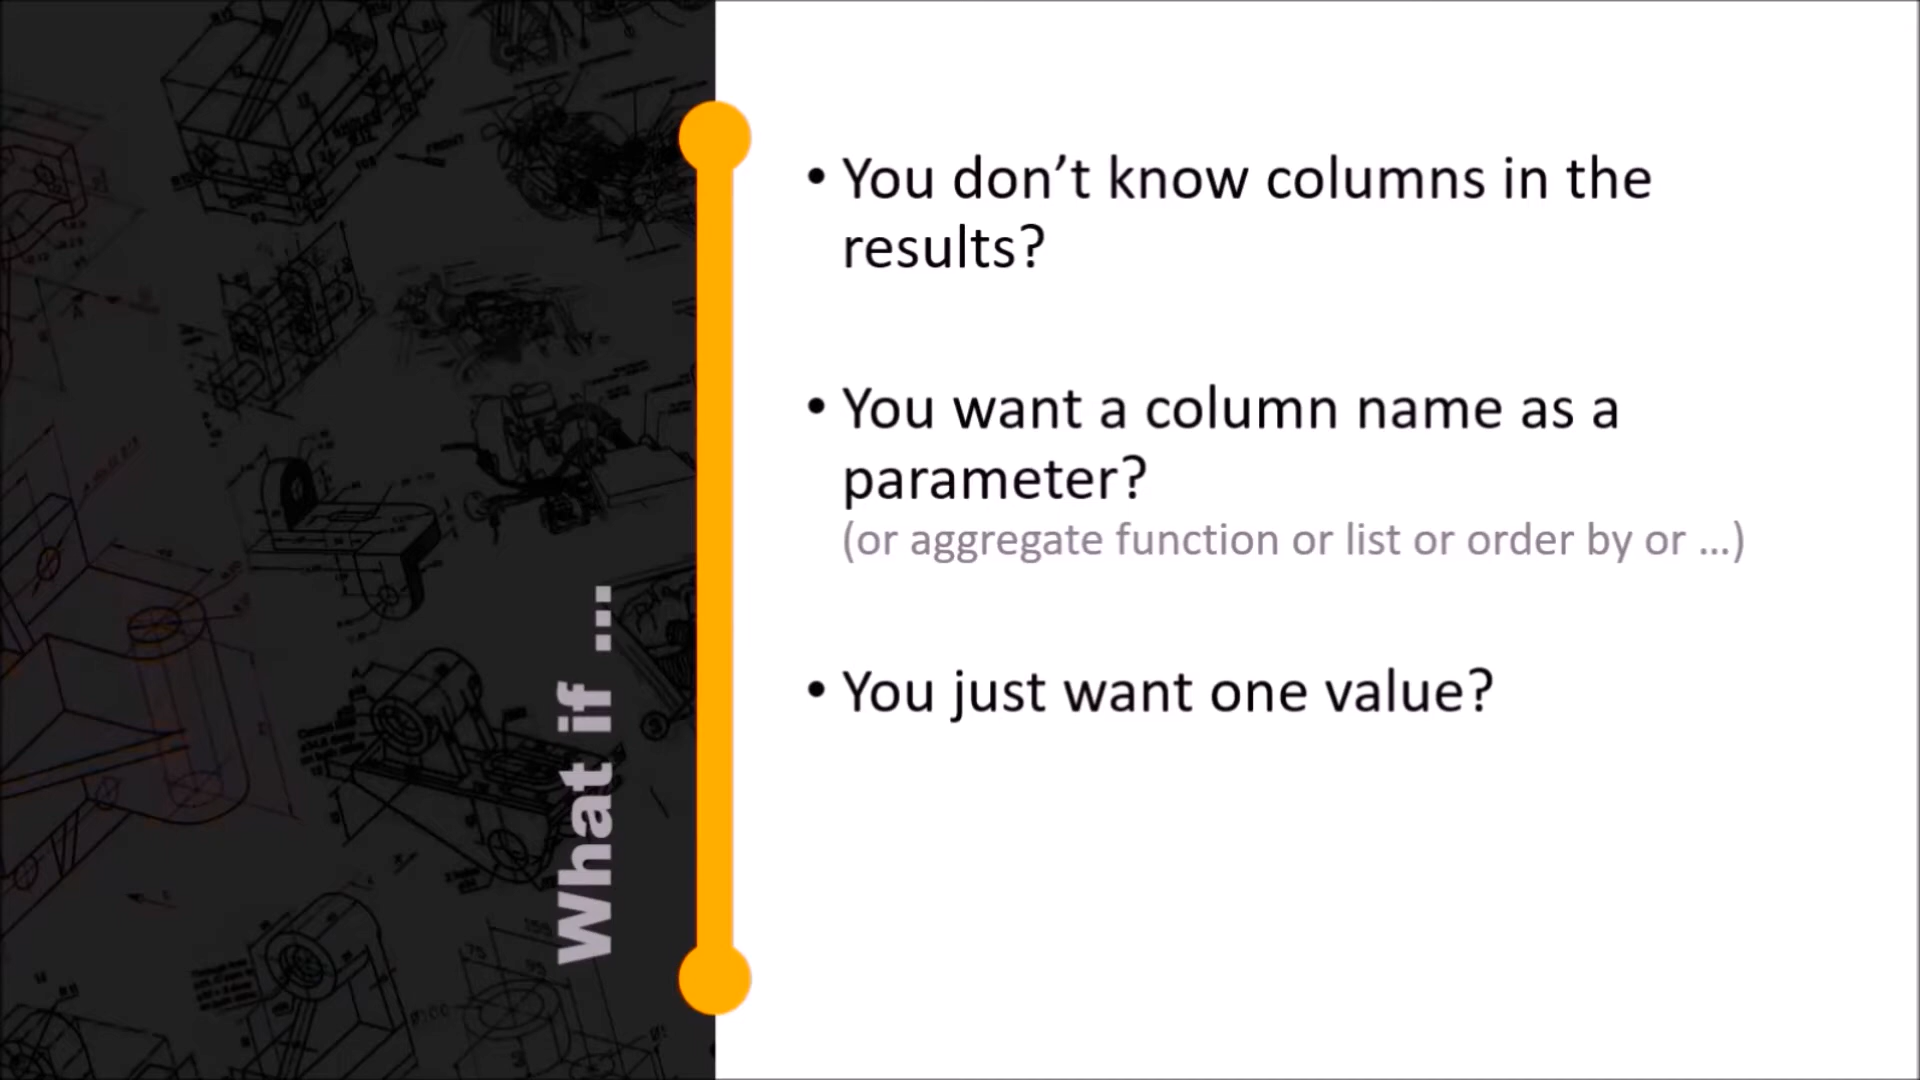 What if ...
• You don’t know columns in the
results?
• You want a column name as a
parameter?
(or aggregate function or list or order by or ...)
• You just want one value?